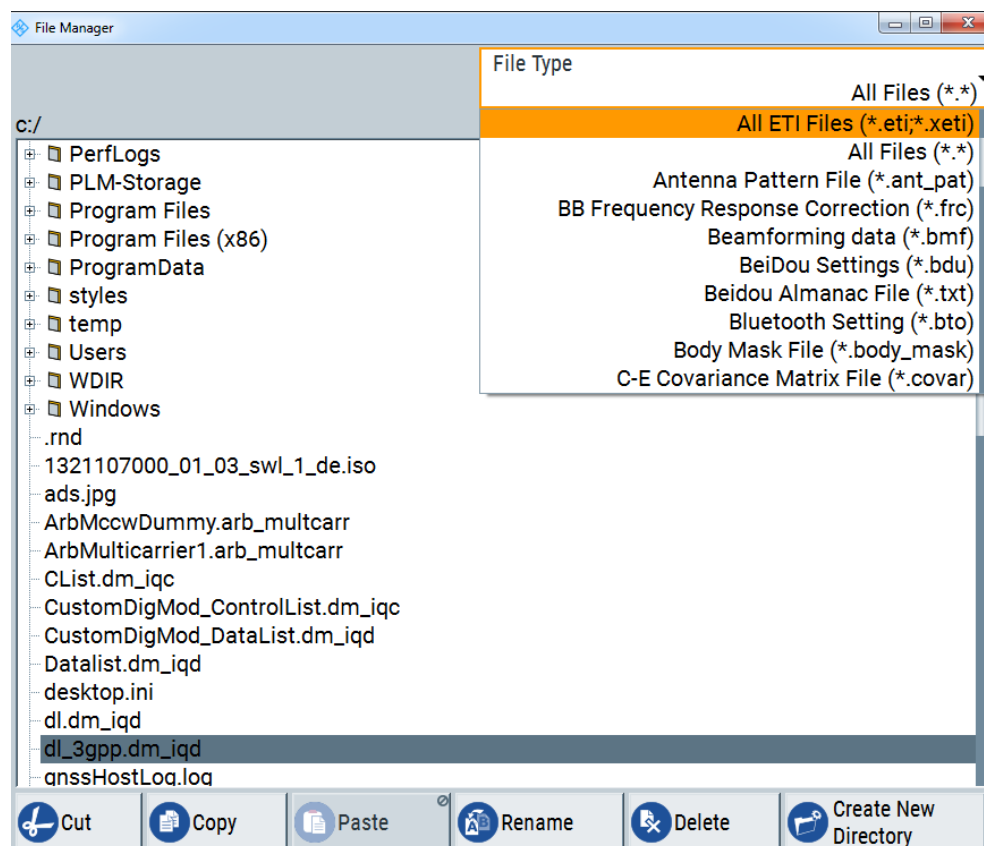 File Manager
File Type
All Files (*.*)
c:/
All ETI Files (*.eti;*.xeti)
All Files (*.*)
Antenna Pattern File (*.ant_pat)
BB Frequency Response Correction (*.frc)
Beamforming data (*.bmf)
BeiDou Settings (*.bdu)
Beidou Almanac File (*.txt)
Bluetooth Setting (*.bto)
Body Mask File (*.body_mask)
C-E Covariance Matrix File (*.covar)
PerfLogs
PLM-Storage
Program Files
Program Files (x86)
ProgramData
styles
temp
Users
WDIR
Windows
.rnd
1321107000_01_03_swl_1_de.iso
ads.jpg
ArbMccwDummy.arb_multcarr
ArbMulticarrier1.arb_multcarr
CList.dm_iqc
CustomDigMod_ControlList.dm_iqc
CustomDigMod_DataList.dm_iqd
Datalist.dm_iqd
desktop.ini
dl.dm_iqd
dl_3gpp.dm_iqd
gnssHostLog.log
Cut
Copy
Paste
Rename
Delete
Create New
Directory